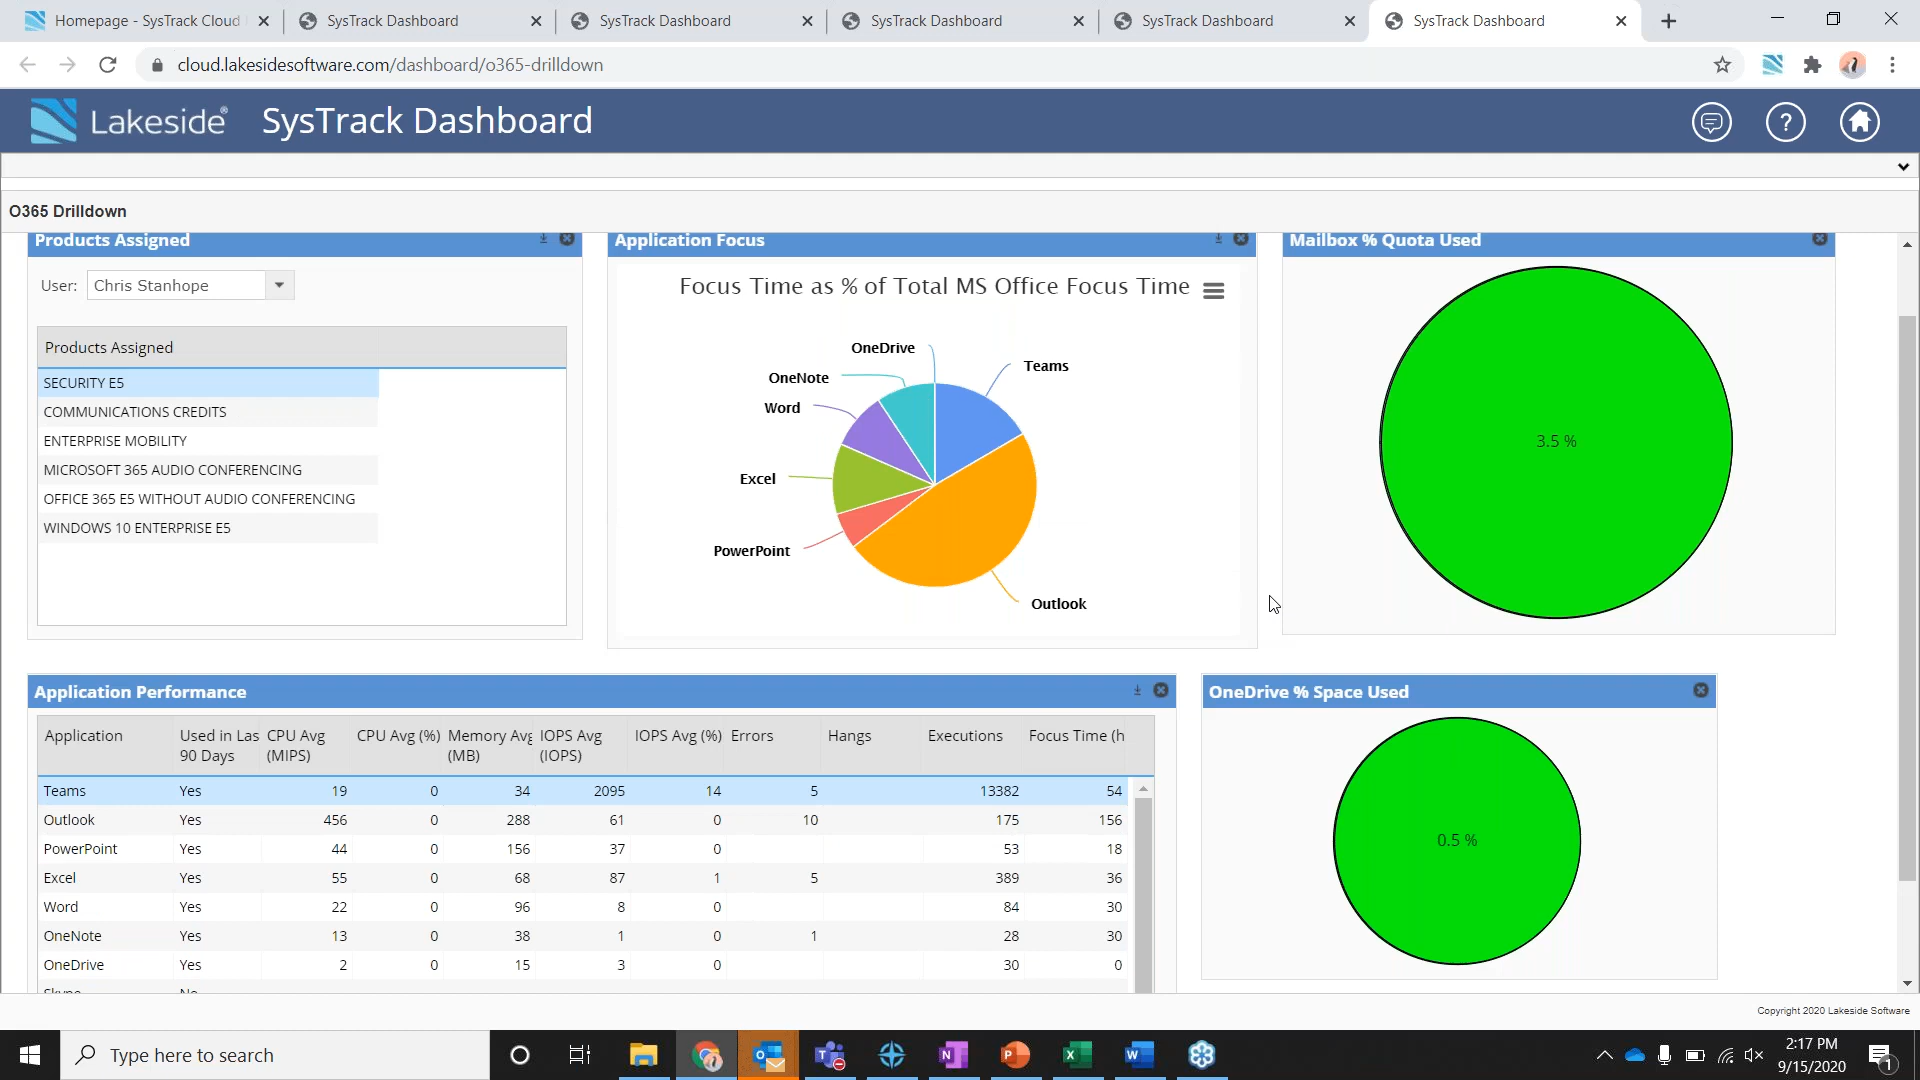 Homepage - SysTrack Cloud
SysTrack Dashboard
SysTrack Dashboard
SysTrack Dashboard
SysTrack Dashboard
SysTrack Dashboard
cloud.lakesidesoftware.com/dashboard/o365-drilldown
Lakeside® SysTrack Dashboard
?
O365 Drilldown
Products Assigned
User: Chris Stanhope
Products Assigned
SECURITY E5
COMMUNICATIONS CREDITS
ENTERPRISE MOBILITY
MICROSOFT 365 AUDIO CONFERENCING
OFFICE 365 E5 WITHOUT AUDIO CONFERENCING
WINDOWS 10 ENTERPRISE E5
Application Focus
Focus Time as % of Total MS Office Focus Time
OneDrive
Teams
OneNote
Word
Excel
PowerPoint
Outlook
Mailbox % Quota Used
3.5 %
Application Performance
Application Used in Las 90 Days CPU Avg (MIPS) CPU Avg (%) Memory Avg (MB) IOPS Avg (IOPS) IOPS Avg (%) Errors Hangs Executions Focus Time (h
Teams Yes 19 0 34 2095 14 5 13382 54
Outlook Yes 456 0 288 61 0 10 175 156
PowerPoint Yes 44 0 156 37 0 53 18
Excel Yes 55 0 68 87 1 5 389 36
Word Yes 22 0 96 8 0 84 30
OneNote Yes 13 0 38 1 0 1 28 30
OneDrive Yes 2 0 15 3 0 30 0
Skype No
OneDrive % Space Used
0.5 %
Copyright 2020 Lakeside Software
Type here to search
2:17 PM
9/15/2020
1